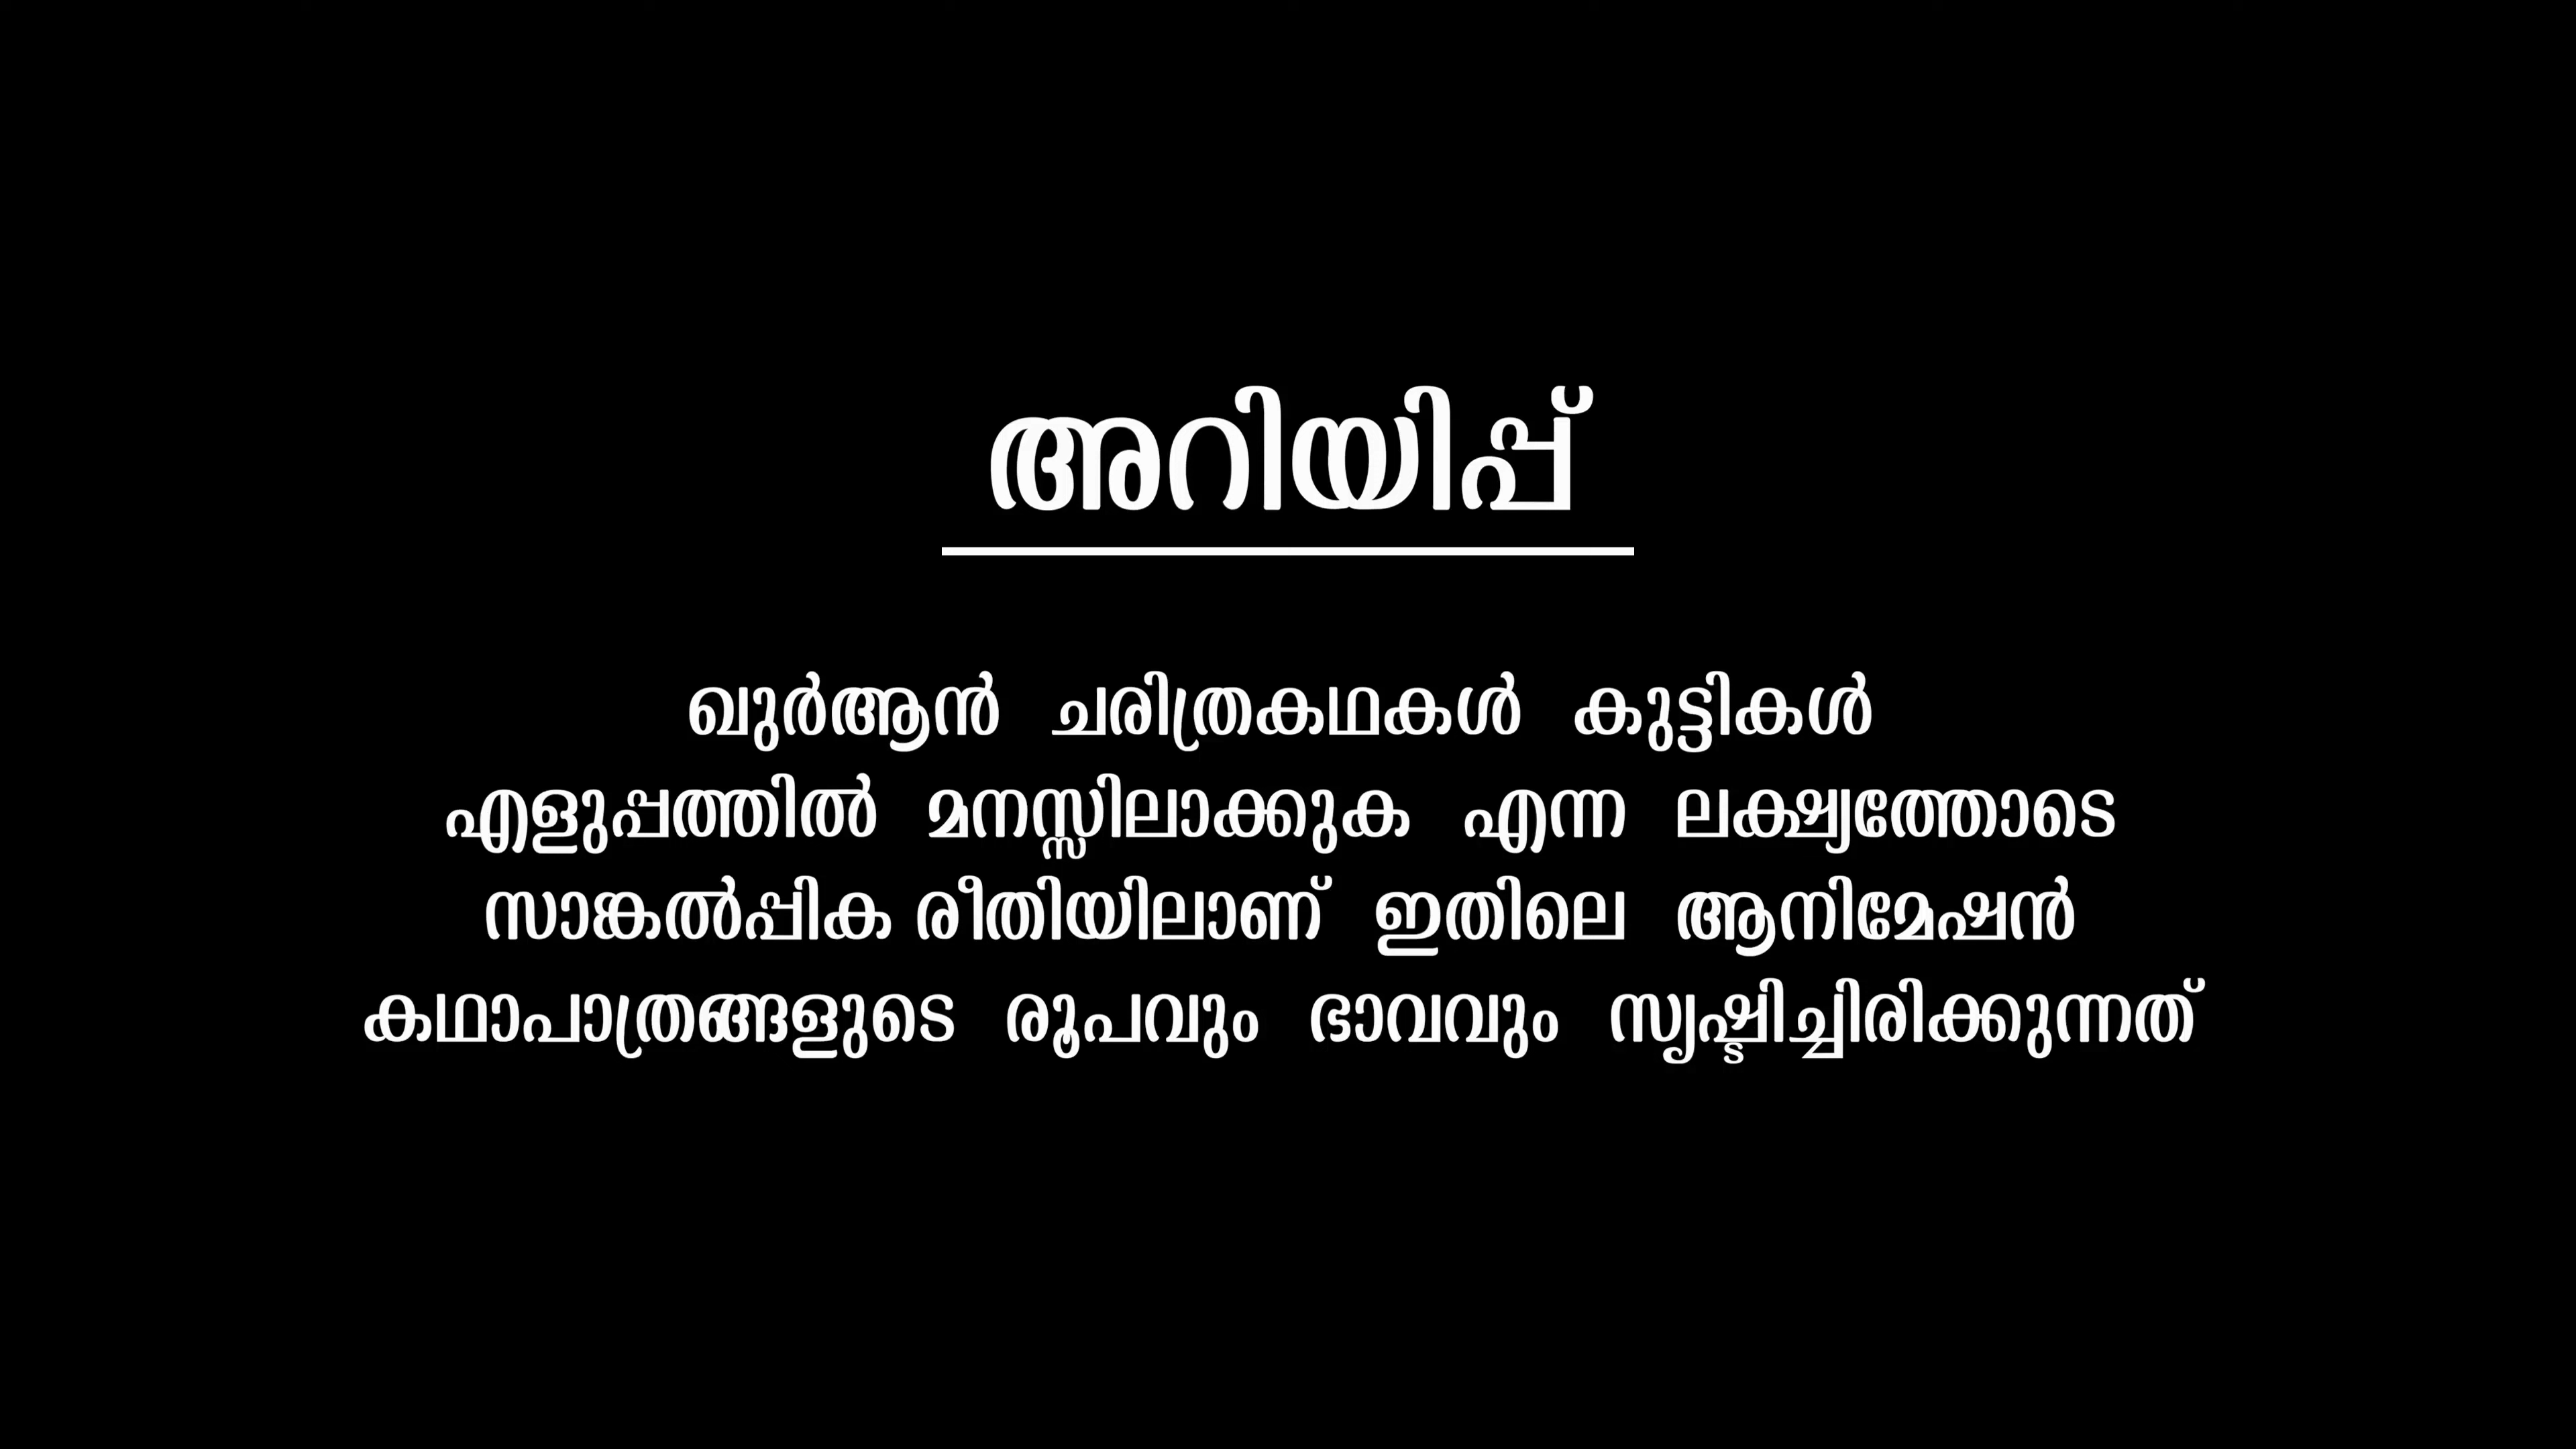 അറിയിപ്പ്
ഖുർആൻ ചരിത്രകഥകൾ കുട്ടികൾ
എളുപ്പത്തിൽ മനസ്സിലാക്കുക എന്ന ലക്ഷ്യത്തോടെ
സാങ്കൽപ്പിക രീതിയിലാണ് ഇതിലെ ആനിമേഷൻ
കഥാപാത്രങ്ങളുടെ രൂപവും ഭാവവും സൃഷ്ടിച്ചിരിക്കുന്നത്